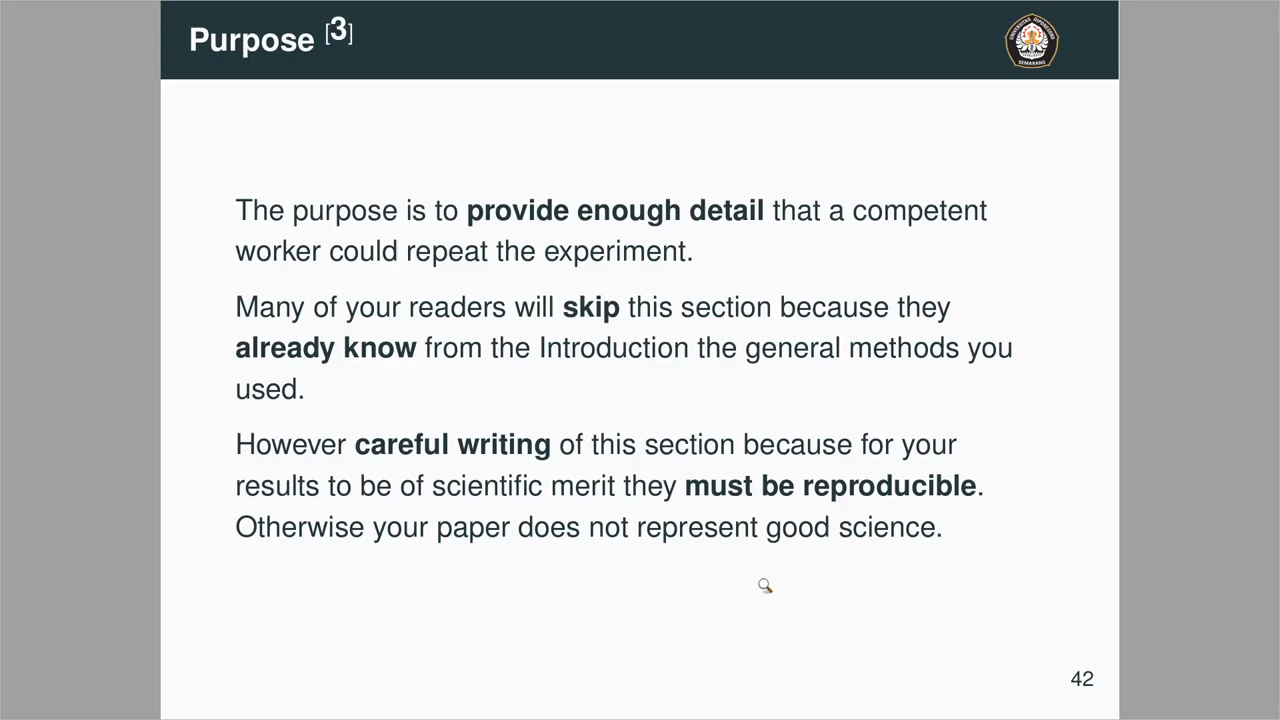 Purpose [3]
UNIVERSITAS DIPONEGORO
SEMARANG
The purpose is to provide enough detail that a competent
worker could repeat the experiment.
Many of your readers will skip this section because they
already know from the Introduction the general methods you
used.
However careful writing of this section because for your
results to be of scientific merit they must be reproducible.
Otherwise your paper does not represent good science.
42